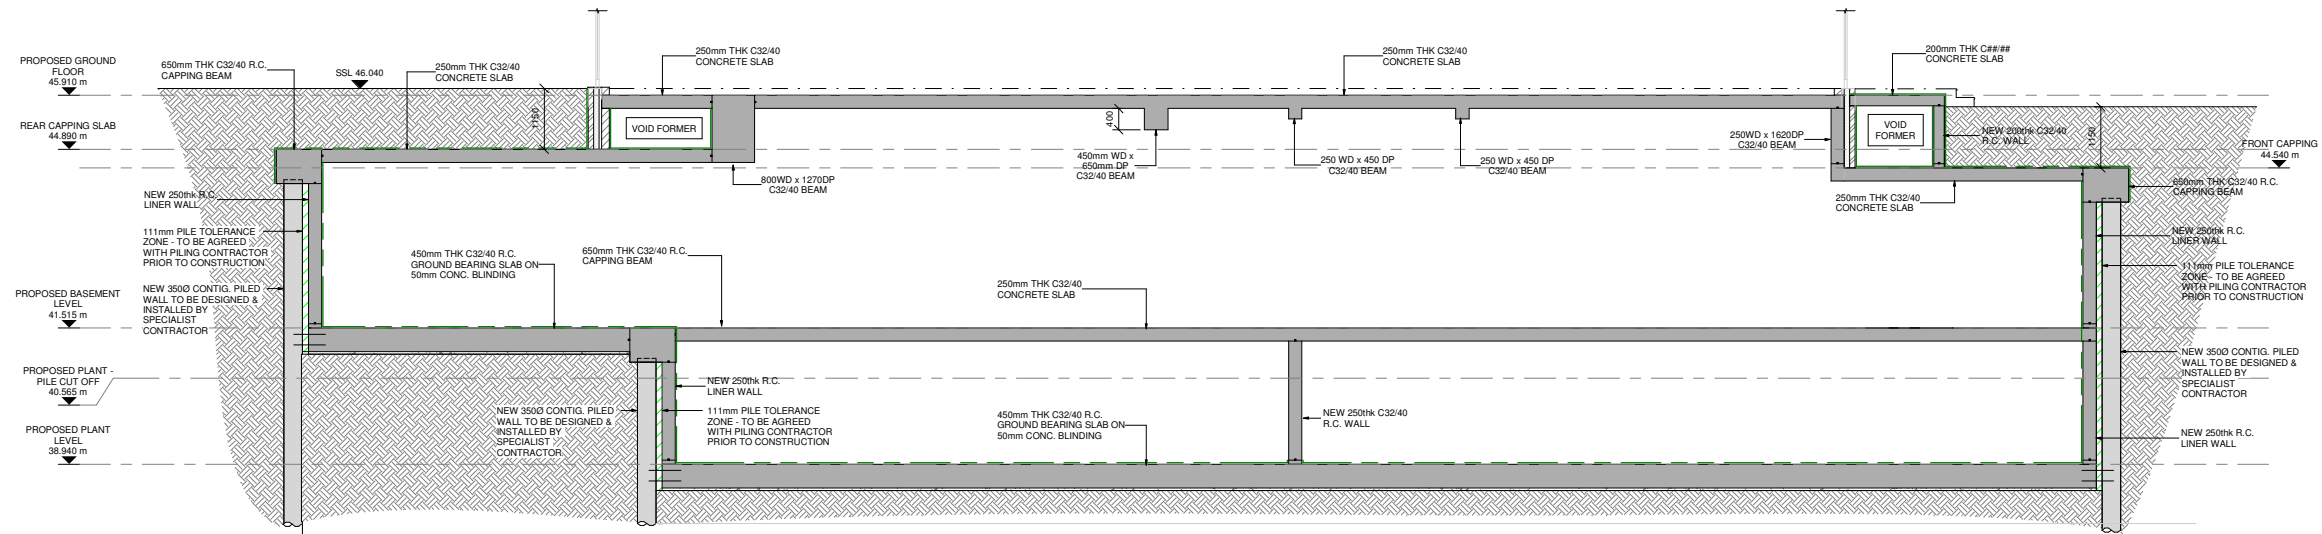 PROPOSED GROUND
FLOOR
45.910 m
REAR CAPPING SLAB
44.890 m
PROPOSED BASEMENT
LEVEL
41.515 m
PROPOSED PLANT -
PILE CUT OFF
40.565 m
PROPOSED PLANT
LEVEL
38.940 m
650mm THK C32/40 R.C.
CAPPING BEAM
SSL 46.040
250mm THK C32/40
CONCRETE SLAB
1150
250mm THK C32/40
CONCRETE SLAB
VOID FORMER
800WD x 1270DP
C32/40 BEAM
400
450mm WD x
650mm DP
C32/40 BEAM
250 WD x 450 DP
C32/40 BEAM
250mm THK C32/40
CONCRETE SLAB
250 WD x 450 DP
C32/40 BEAM
250WD x 1620DP
C32/40 BEAM
200mm THK C##/##
CONCRETE SLAB
VOID
FORMER
NEW 200thk C32/40
R.C. WALL
1150
FRONT CAPPING
44.540 m
250mm THK C32/40
CONCRETE SLAB
650mm THK C32/40 R.C.
CAPPING BEAM
NEW 250thk R.C.
LINER WALL
111mm PILE TOLERANCE
ZONE - TO BE AGREED
WITH PILING CONTRACTOR
PRIOR TO CONSTRUCTION
NEW 350Ø CONTIG. PILED
WALL TO BE DESIGNED &
INSTALLED BY
SPECIALIST
CONTRACTOR
450mm THK C32/40 R.C.
GROUND BEARING SLAB ON
50mm CONC. BLINDING
650mm THK C32/40 R.C.
CAPPING BEAM
250mm THK C32/40
CONCRETE SLAB
NEW 250thk R.C.
LINER WALL
111mm PILE TOLERANCE
ZONE - TO BE AGREED
WITH PILING CONTRACTOR
PRIOR TO CONSTRUCTION
NEW 250thk R.C.
LINER WALL
NEW 350Ø CONTIG. PILED
WALL TO BE DESIGNED &
INSTALLED BY
SPECIALIST
CONTRACTOR
111mm PILE TOLERANCE
ZONE - TO BE AGREED
WITH PILING CONTRACTOR
PRIOR TO CONSTRUCTION
450mm THK C32/40 R.C.
GROUND BEARING SLAB ON
50mm CONC. BLINDING
NEW 250thk C32/40
R.C. WALL
NEW 350Ø CONTIG. PILED
WALL TO BE DESIGNED &
INSTALLED BY
SPECIALIST
CONTRACTOR
NEW 250thk R.C.
LINER WALL